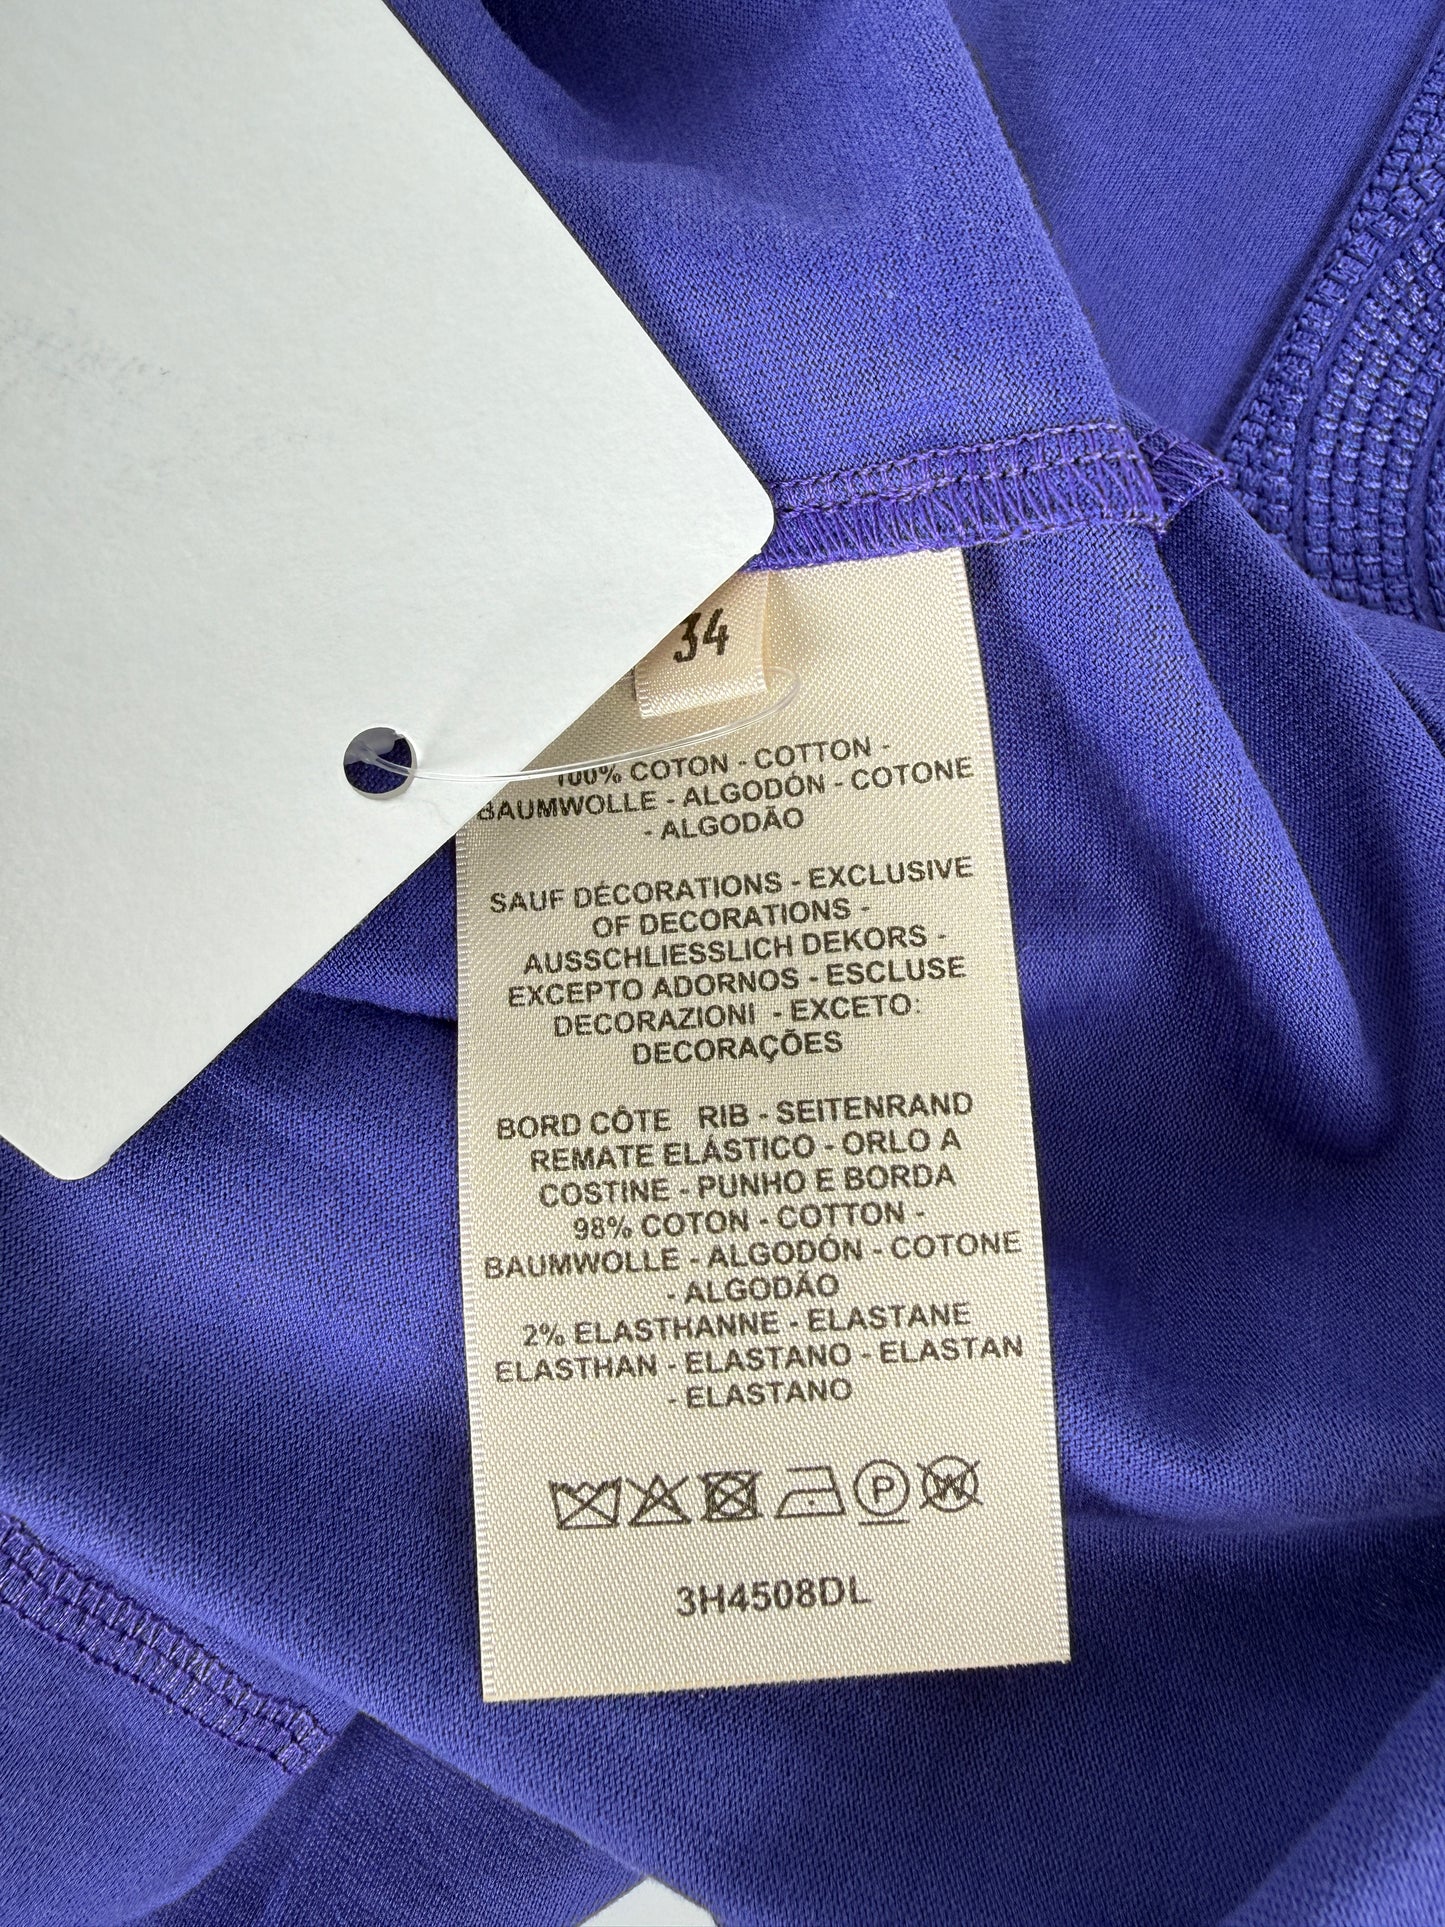 34
100% COTON - COTTON -
BAUMWOLLE - ALGODÓN - COTONE
- ALGODÃO
SAUF DÉCORATIONS - EXCLUSIVE
OF DECORATIONS -
AUSSCHLIESSLICH DEKORS -
EXCEPTO ADORNOS - ESCLUSE
DECORAZIONI - EXCETO:
DECORAÇÕES
BORD CÔTE RIB - SEITENRAND
REMATE ELÁSTICO - ORLO A
COSTINE - PUNHO E BORDA
98% COTON - COTTON -
BAUMWOLLE - ALGODÓN - COTONE
- ALGODÃO
2% ELASTHANNE - ELASTANE
ELASTHAN - ELASTANO - ELASTAN
- ELASTANO
P W
3H4508DL